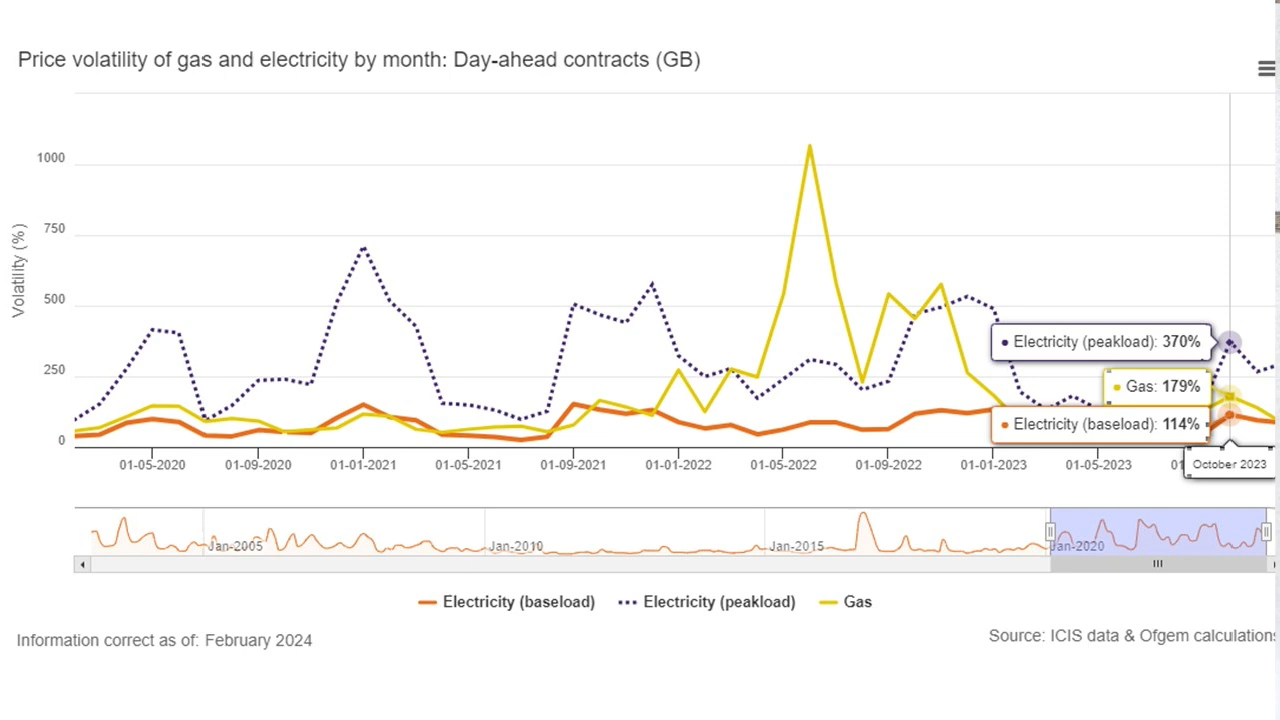 Price volatility of gas and electricity by month: Day-ahead contracts (GB)
Volatility (%)
1000
750
500
250
0
Electricity (peakload): 370%
Gas: 179%
Electricity (baseload): 114%
01-05-2020
01-09-2020
01-01-2021
01-05-2021
01-09-2021
01-01-2022
01-05-2022
01-09-2022
01-01-2023
01-05-2023
01
October 2023
Jan-2005
Jan-2010
Jan-2015
Jan-2020
Electricity (baseload)
Electricity (peakload)
Gas
Information correct as of: February 2024
Source: ICIS data & Ofgem calculations